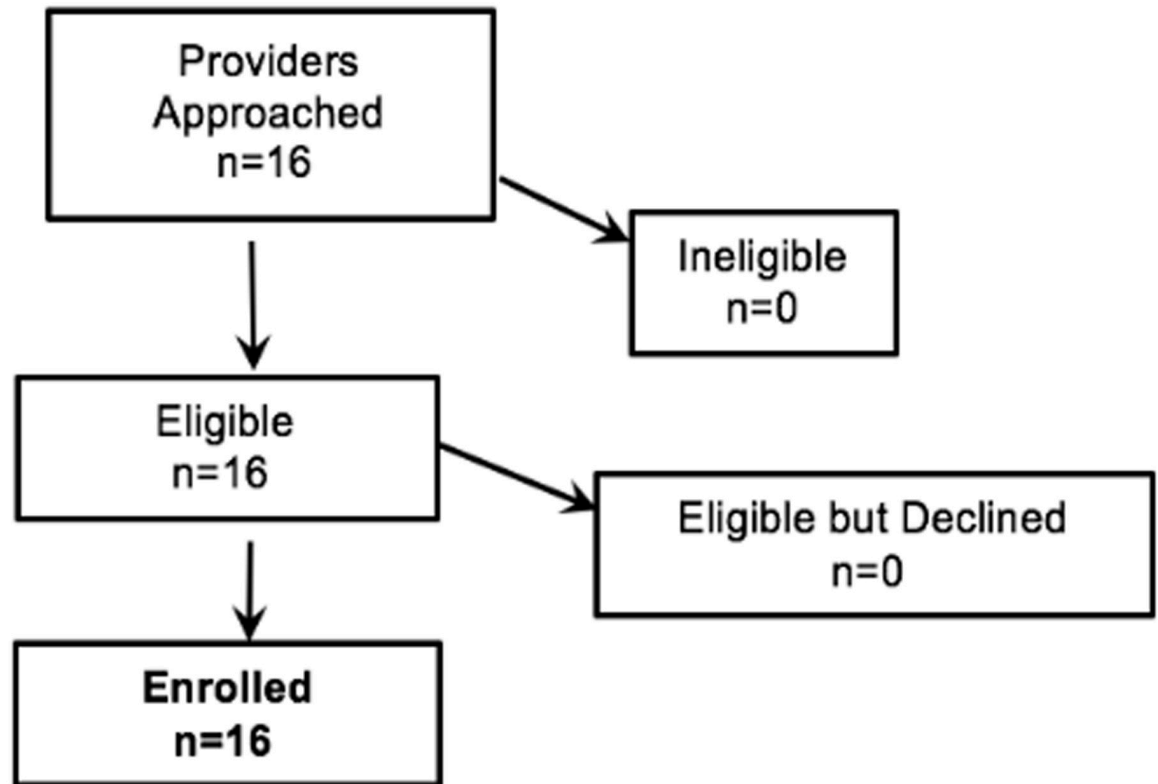 Providers
Approached
n=16
Ineligible
n=0
Eligible
n=16
Eligible but Declined
n=0
Enrolled
n=16